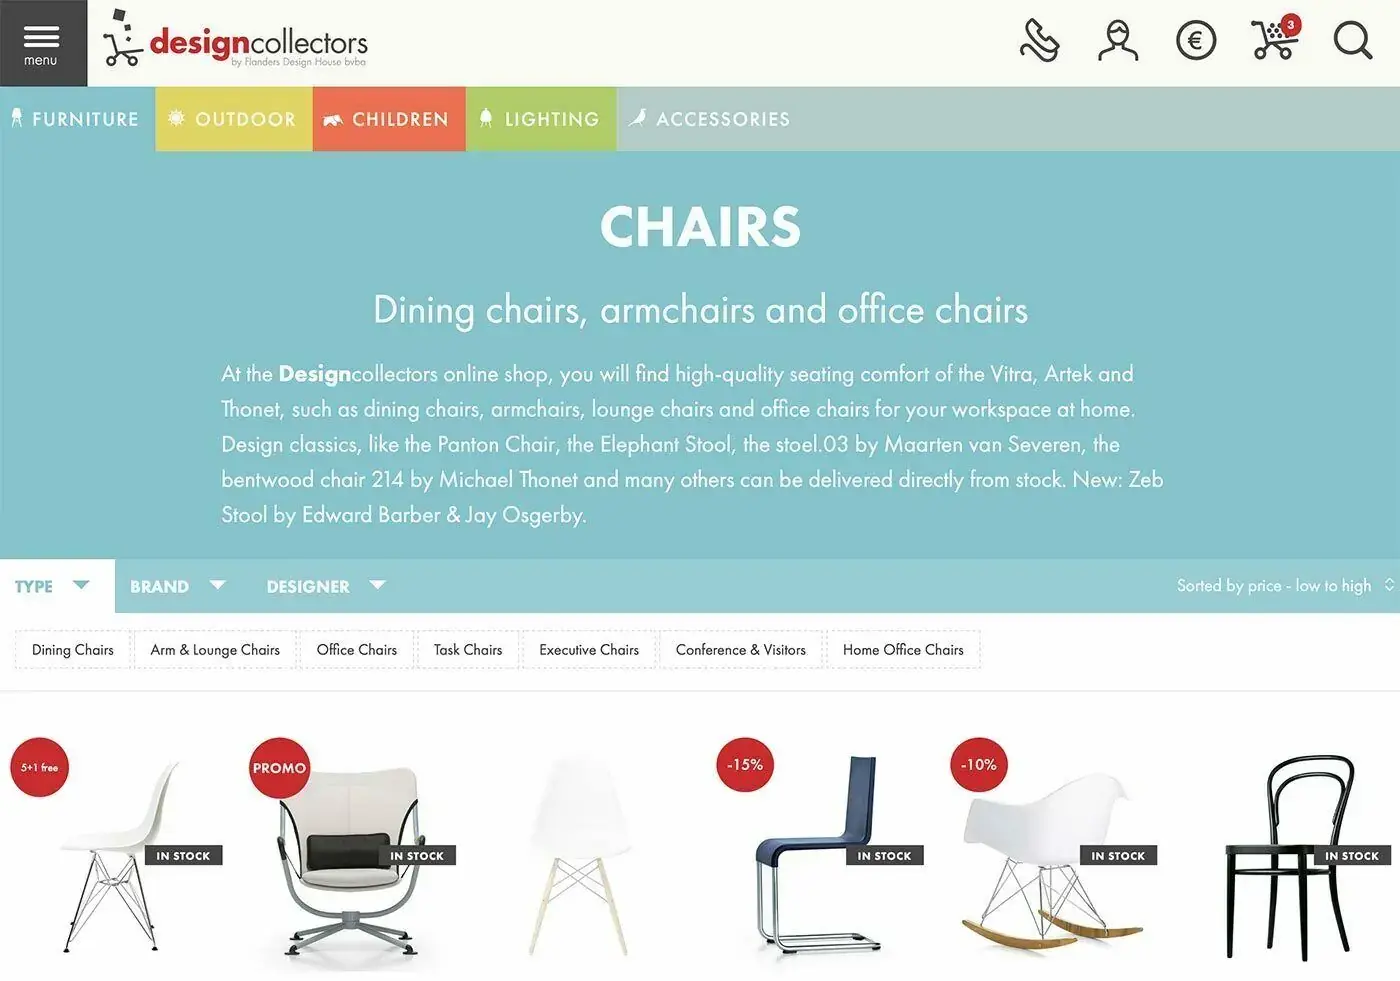 menu
designcollectors
by Flanders Design House bvba
€
3
FURNITURE
OUTDOOR
CHILDREN
LIGHTING
ACCESSORIES
CHAIRS
Dining chairs, armchairs and office chairs
At the Designcollectors online shop, you will find high-quality seating comfort of the Vitra, Artek and
Thonet, such as dining chairs, armchairs, lounge chairs and office chairs for your workspace at home.
Design classics, like the Panton Chair, the Elephant Stool, the stoel.03 by Maarten van Severen, the
bentwood chair 214 by Michael Thonet and many others can be delivered directly from stock. New: Zeb
Stool by Edward Barber & Jay Osgerby.
TYPE
BRAND
DESIGNER
Sorted by price - low to high
Dining Chairs
Arm & Lounge Chairs
Office Chairs
Task Chairs
Executive Chairs
Conference & Visitors
Home Office Chairs
5+1 free
PROMO
-15%
-10%
IN STOCK
IN STOCK
IN STOCK
IN STOCK
IN STOCK